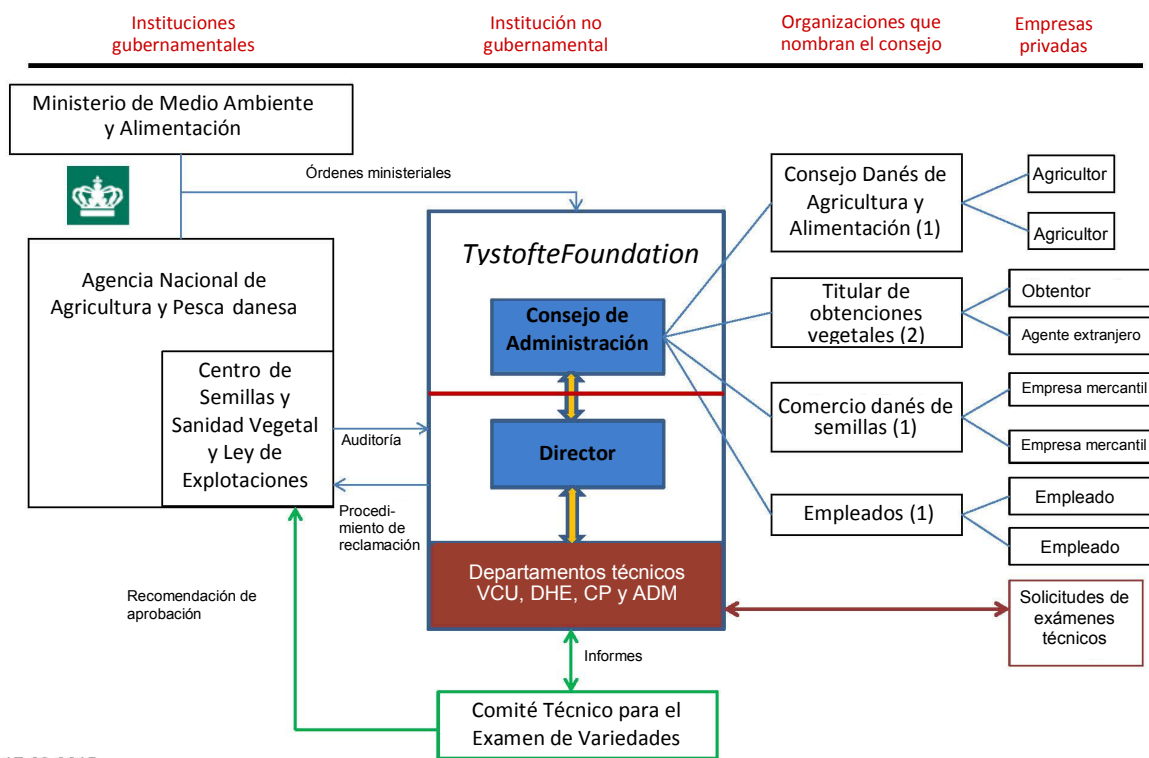 Instituciones
gubernamentales
Institución no
gubernamental
Organizaciones que
nombran el consejo
Empresas
privadas
Ministerio de Medio Ambiente
y Alimentación
Órdenes ministeriales
Agencia Nacional de
Agricultura y Pesca danesa
Centro de
Semillas y
Sanidad Vegetal
y Ley de
Explotaciones
Auditoría
Procedi-
miento de
reclamación
Recomendación de
aprobación
TystofteFoundation
Consejo de
Administración
Director
Departamentos técnicos
VCU, DHE, CP y ADM
Informes
Comité Técnico para el
Examen de Variedades
Consejo Danés de
Agricultura y
Alimentación (1)
Agricultor
Agricultor
Titular de
obtenciones
vegetales (2)
Obtentor
Agente extranjero
Comercio danés de
semillas (1)
Empresa mercantil
Empresa mercantil
Empleados (1)
Empleado
Empleado
Solicitudes de
exámenes
técnicos